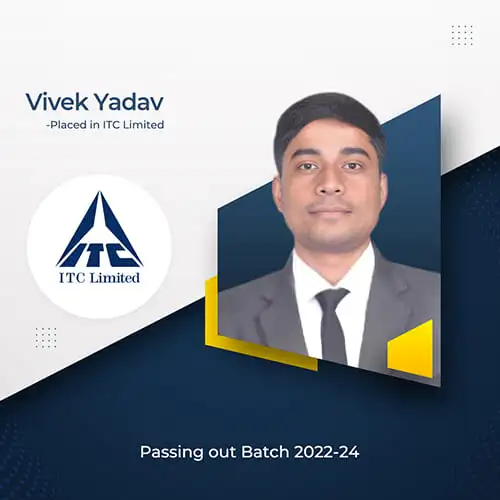 Vivek Yadav
-Placed in ITC Limited
ITC
ITC Limited
Passing out Batch 2022-24